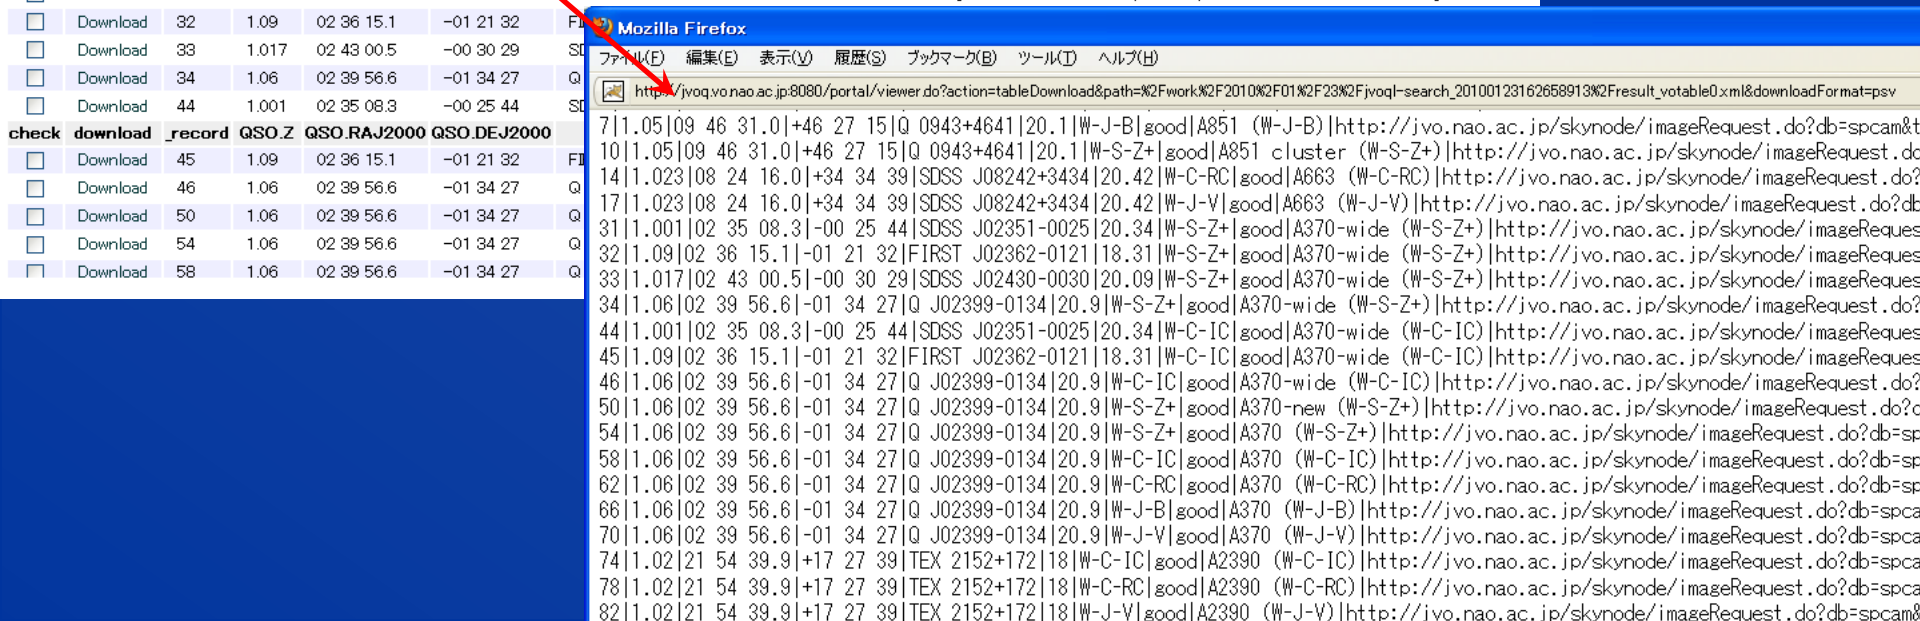 Download 32 1.09 02 36 15.1 −01 21 32 FI
Download 33 1.017 02 43 00.5 −00 30 29 SD
Download 34 1.06 02 39 56.6 −01 34 27 Q
Download 44 1.001 02 35 08.3 −00 25 44 SD
check download _record QSO.Z QSO.RAJ2000 QSO.DEJ2000
Download 45 1.09 02 36 15.1 −01 21 32 FI
Download 46 1.06 02 39 56.6 −01 34 27 Q
Download 50 1.06 02 39 56.6 −01 34 27 Q
Download 54 1.06 02 39 56.6 −01 34 27 Q
Download 58 1.06 02 39 56.6 −01 34 27 Q
Mozilla Firefox
ファイル(F) 編集(E) 表示(V) 履歴(S) ブックマーク(B) ツール(T) ヘルプ(H)
http://jvoq.vo.nao.ac.jp:8080/portal/viewer.do?action=tableDownload&path=%2Fwork%2F2010%2F01%2F23%2Fjvoql-search_20100123162658913%2Fresult_votable0.xml&downloadFormat=psv
7|1.05|09 46 31.0|+46 27 15|Q 0943+4641|20.1|W-J-B|good|A851 (W-J-B)|http://jvo.nao.ac.jp/skynode/imageRequest.do?db=spcam&t
10|1.05|09 46 31.0|+46 27 15|Q 0943+4641|20.1|W-S-Z+|good|A851 cluster (W-S-Z+)|http://jvo.nao.ac.jp/skynode/imageRequest.do
14|1.023|08 24 16.0|+34 34 39|SDSS J08242+3434|20.42|W-C-RC|good|A663 (W-C-RC)|http://jvo.nao.ac.jp/skynode/imageRequest.do?
17|1.023|08 24 16.0|+34 34 39|SDSS J08242+3434|20.42|W-J-V|good|A663 (W-J-V)|http://jvo.nao.ac.jp/skynode/imageRequest.do?db
31|1.001|02 35 08.3|-00 25 44|SDSS J02351-0025|20.34|W-S-Z+|good|A370-wide (W-S-Z+)|http://jvo.nao.ac.jp/skynode/imageReques
32|1.09|02 36 15.1|-01 21 32|FIRST J02362-0121|18.31|W-S-Z+|good|A370-wide (W-S-Z+)|http://jvo.nao.ac.jp/skynode/imageReques
33|1.017|02 43 00.5|-00 30 29|SDSS J02430-0030|20.09|W-S-Z+|good|A370-wide (W-S-Z+)|http://jvo.nao.ac.jp/skynode/imageReques
34|1.06|02 39 56.6|-01 34 27|Q J02399-0134|20.9|W-S-Z+|good|A370-wide (W-S-Z+)|http://jvo.nao.ac.jp/skynode/imageRequest.do?
44|1.001|02 35 08.3|-00 25 44|SDSS J02351-0025|20.34|W-C-IC|good|A370-wide (W-C-IC)|http://jvo.nao.ac.jp/skynode/imageReques
45|1.09|02 36 15.1|-01 21 32|FIRST J02362-0121|18.31|W-C-IC|good|A370-wide (W-C-IC)|http://jvo.nao.ac.jp/skynode/imageReques
46|1.06|02 39 56.6|-01 34 27|Q J02399-0134|20.9|W-C-IC|good|A370-wide (W-C-IC)|http://jvo.nao.ac.jp/skynode/imageRequest.do?
50|1.06|02 39 56.6|-01 34 27|Q J02399-0134|20.9|W-S-Z+|good|A370-new (W-S-Z+)|http://jvo.nao.ac.jp/skynode/imageRequest.do?d
54|1.06|02 39 56.6|-01 34 27|Q J02399-0134|20.9|W-S-Z+|good|A370 (W-S-Z+)|http://jvo.nao.ac.jp/skynode/imageRequest.do?db=sp
58|1.06|02 39 56.6|-01 34 27|Q J02399-0134|20.9|W-C-IC|good|A370 (W-C-IC)|http://jvo.nao.ac.jp/skynode/imageRequest.do?db=sp
62|1.06|02 39 56.6|-01 34 27|Q J02399-0134|20.9|W-C-RC|good|A370 (W-C-RC)|http://jvo.nao.ac.jp/skynode/imageRequest.do?db=sp
66|1.06|02 39 56.6|-01 34 27|Q J02399-0134|20.9|W-J-B|good|A370 (W-J-B)|http://jvo.nao.ac.jp/skynode/imageRequest.do?db=spca
70|1.06|02 39 56.6|-01 34 27|Q J02399-0134|20.9|W-J-V|good|A370 (W-J-V)|http://jvo.nao.ac.jp/skynode/imageRequest.do?db=spca
74|1.02|21 54 39.9|+17 27 39|TEX 2152+172|18|W-C-IC|good|A2390 (W-C-IC)|http://jvo.nao.ac.jp/skynode/imageRequest.do?db=spca
78|1.02|21 54 39.9|+17 27 39|TEX 2152+172|18|W-C-RC|good|A2390 (W-C-RC)|http://jvo.nao.ac.jp/skynode/imageRequest.do?db=spca
82|1.02|21 54 39.9|+17 27 39|TEX 2152+172|18|W-J-V|good|A2390 (W-J-V)|http://jvo.nao.ac.jp/skynode/imageRequest.do?db=spcam&